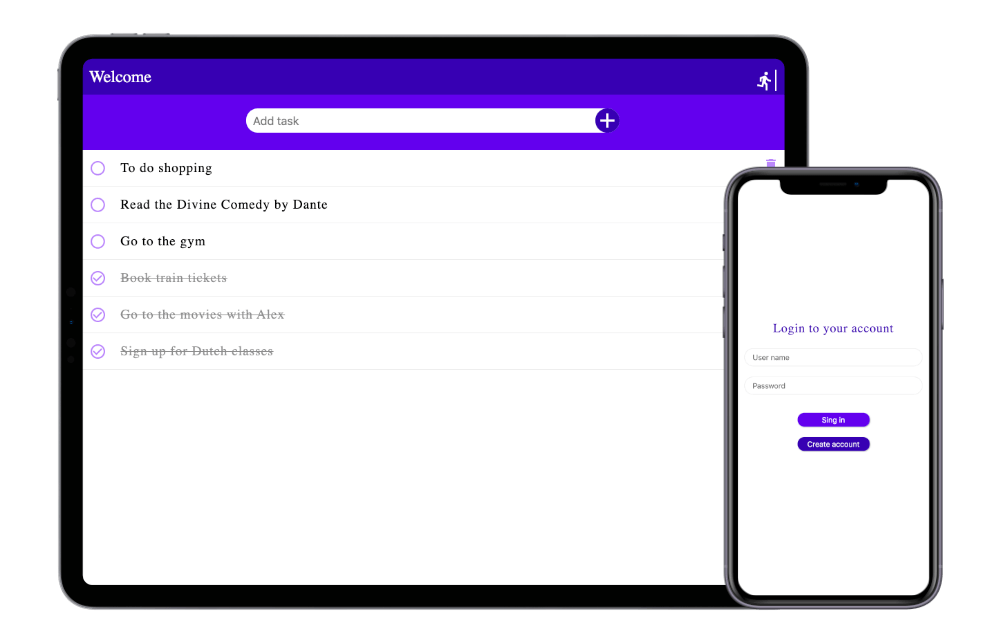 Welcome
Add task
To do shopping
Read the Divine Comedy by Dante
Go to the gym
Book train tickets
Go to the movies with Alex
Sign up for Dutch classes
Login to your account
User name
Password
Sing in
Create account